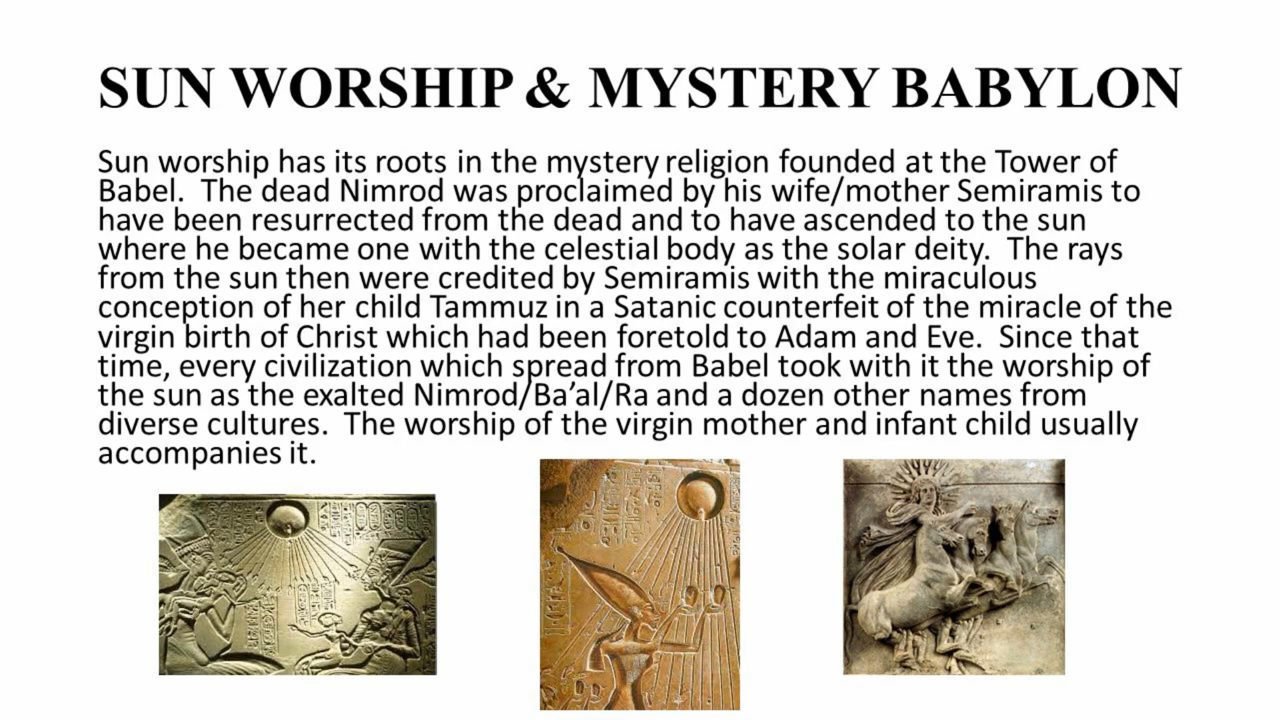 SUN WORSHIP & MYSTERY BABYLON
Sun worship has its roots in the mystery religion founded at the Tower of
Babel.  The dead Nimrod was proclaimed by his wife/mother Semiramis to
have been resurrected from the dead and to have ascended to the sun
where he became one with the celestial body as the solar deity.  The rays
from the sun then were credited by Semiramis with the miraculous
conception of her child Tammuz in a Satanic counterfeit of the miracle of the
virgin birth of Christ which had been foretold to Adam and Eve.  Since that
time, every civilization which spread from Babel took with it the worship of
the sun as the exalted Nimrod/Ba’al/Ra and a dozen other names from
diverse cultures.  The worship of the virgin mother and infant child usually
accompanies it.